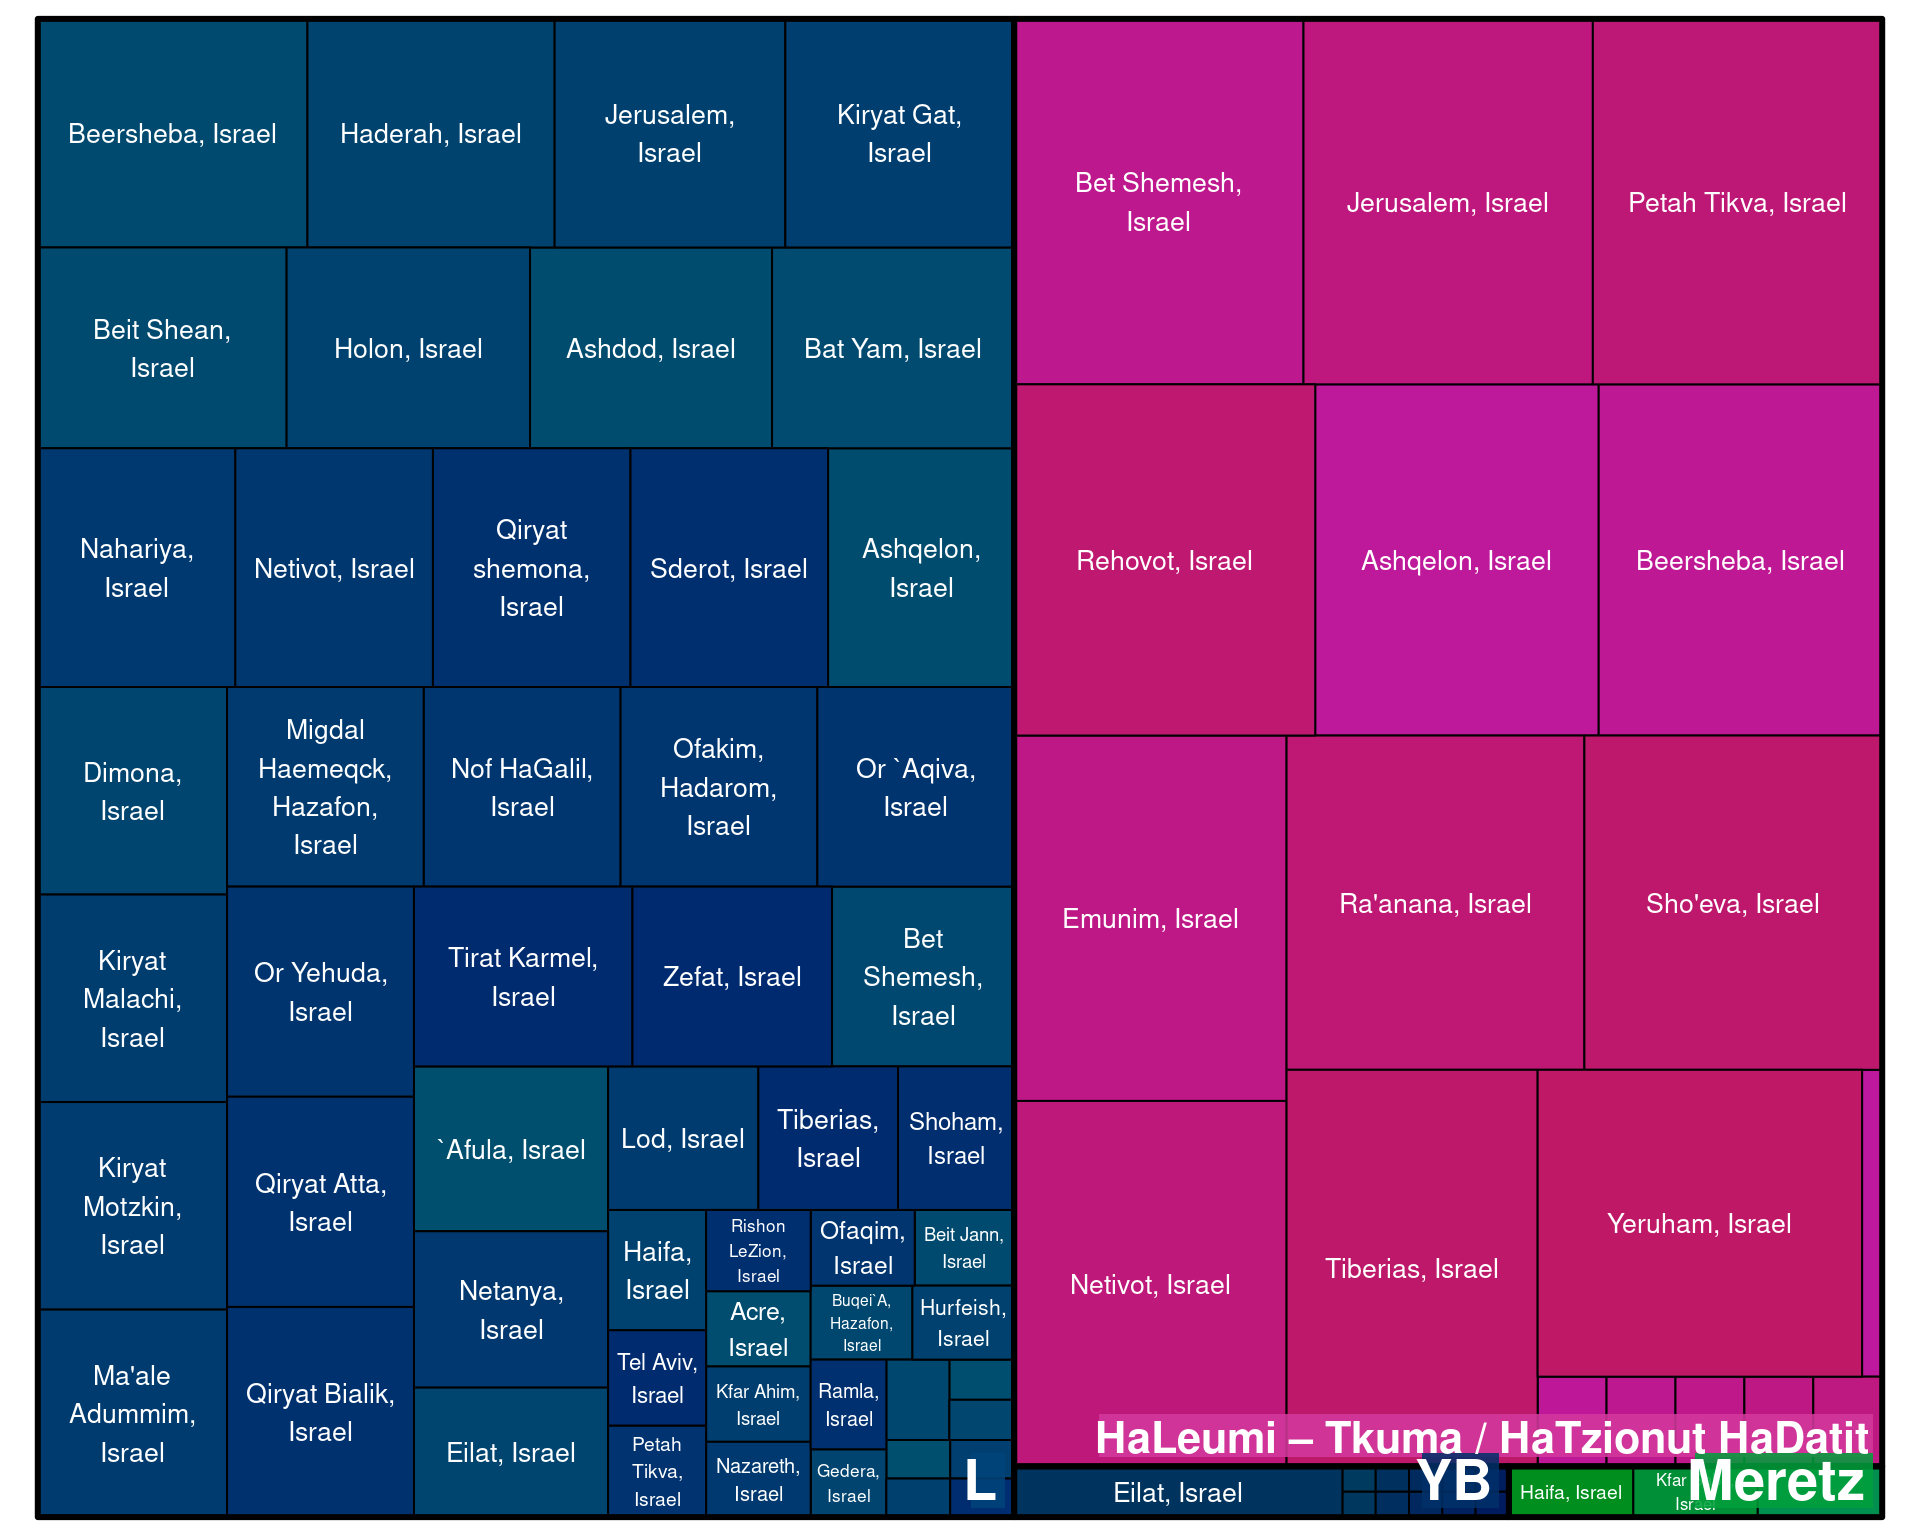 Beersheba, Israel
Haderah, Israel
Jerusalem,
Israel
Kiryat Gat,
Israel
Beit Shean,
Israel
Holon, Israel
Ashdod, Israel
Bat Yam, Israel
Nahariya,
Israel
Netivot, Israel
Qiryat
shemona,
Israel
Sderot, Israel
Ashqelon,
Israel
Dimona,
Israel
Migdal
Haemeqck,
Hazafon,
Israel
Nof HaGalil,
Israel
Ofakim,
Hadarom,
Israel
Or `Aqiva,
Israel
Kiryat
Malachi,
Israel
Or Yehuda,
Israel
Tirat Karmel,
Israel
Zefat, Israel
Bet
Shemesh,
Israel
Kiryat
Motzkin,
Israel
Qiryat Atta,
Israel
`Afula, Israel
Lod, Israel
Tiberias,
Israel
Shoham,
Israel
Ma'ale
Adummim,
Israel
Qiryat Bialik,
Israel
Netanya,
Israel
Eilat, Israel
Haifa,
Israel
Rishon
LeZion,
Israel
Ofaqim,
Israel
Beit Jann,
Israel
Acre,
Israel
Buqei`A,
Hazafon,
Israel
Hurfeish,
Israel
Tel Aviv,
Israel
Kfar Ahim,
Israel
Ramla,
Israel
Petah
Tikva,
Israel
Nazareth,
Israel
Gedera,
Israel
L
Bet Shemesh,
Israel
Jerusalem, Israel
Petah Tikva, Israel
Rehovot, Israel
Ashqelon, Israel
Beersheba, Israel
Emunim, Israel
Ra'anana, Israel
Sho'eva, Israel
Netivot, Israel
Tiberias, Israel
Yeruham, Israel
HaLeumi – Tkuma / HaTzionut HaDatit
Eilat, Israel
YB
Haifa, Israel
Kfar
Israel
Meretz